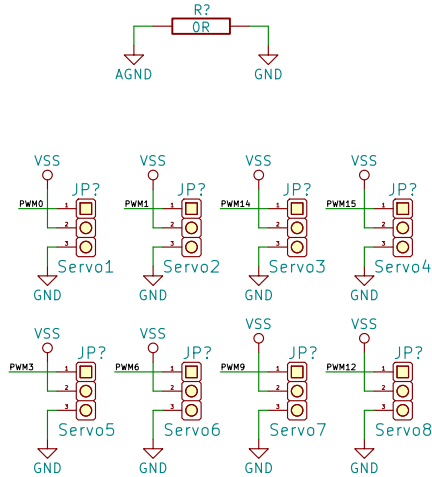 R?
0R
AGND GND
VSS VSS VSS VSS
JP? JP? JP? JP?
PWM0 1 PWM1 1 PWM14 1 PWM15 1
2 2 2 2
3 3 3 3
Servo1 Servo2 Servo3 Servo4
GND GND GND GND
VSS VSS VSS VSS
JP? JP? JP? JP?
PWM3 1 PWM6 1 PWM9 1 PWM12 1
2 2 2 2
3 3 3 3
Servo5 Servo6 Servo7 Servo8
GND GND GND GND